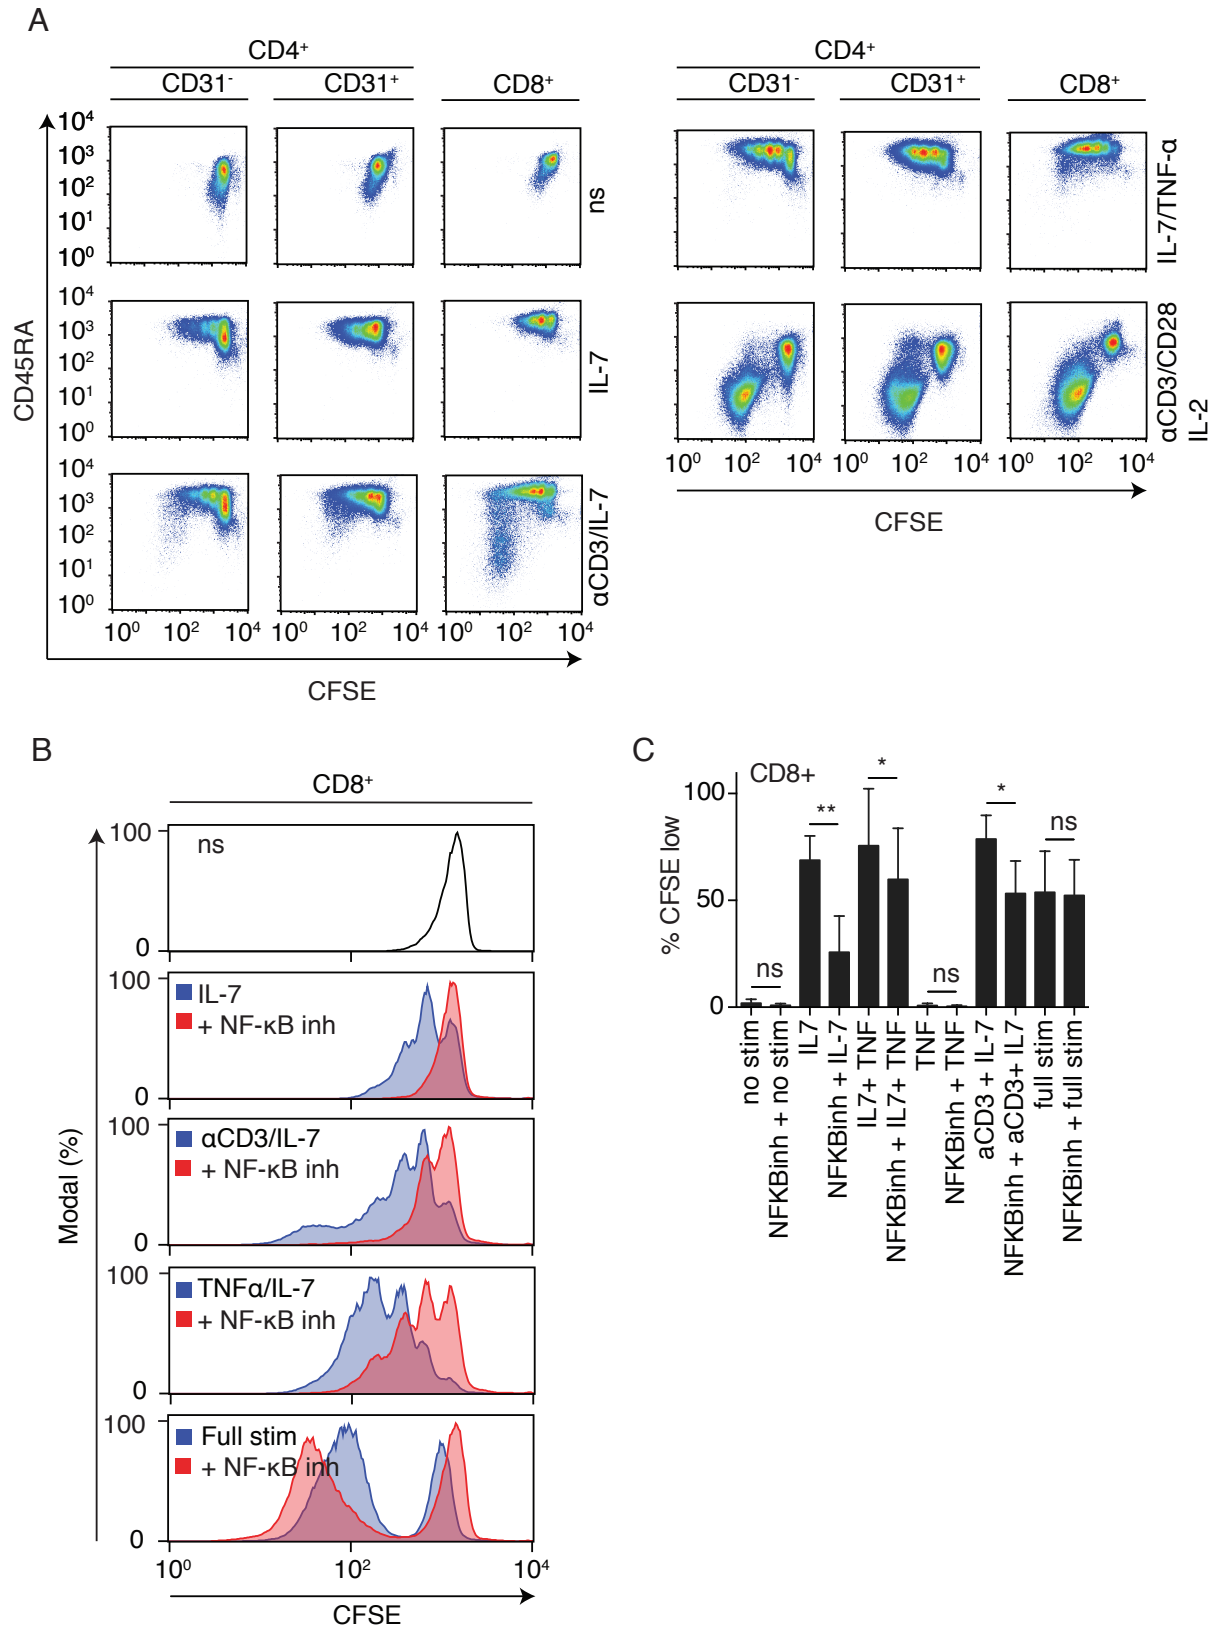 A
CD4⁺
CD31⁻ CD31⁺ CD8⁺
CD4⁺
CD31⁻ CD31⁺ CD8⁺
10⁴
10³
10²
10¹
10⁰
ns
IL-7/TNF-α
10⁴
10³
10²
10¹
10⁰
IL-7
αCD3/CD28
IL-2
10⁰ 10² 10⁴ 10⁰ 10² 10⁴ 10⁰ 10² 10⁴
CFSE
CD45RA
10⁴
10³
10²
10¹
10⁰
αCD3/IL-7
10⁰ 10² 10⁴ 10⁰ 10² 10⁴ 10⁰ 10² 10⁴
CFSE
B
CD8⁺
100
ns
0
100
IL-7
+ NF-κB inh
0
100
αCD3/IL-7
+ NF-κB inh
0
100
TNFα/IL-7
+ NF-κB inh
0
100
Full stim
+ NF-κB inh
0
Modal (%)
10⁰ 10² 10⁴
CFSE
C
CD8+
100
50
0
% CFSE low
ns
**
*
ns
*
ns
no stim
NFKBinh + no stim
IL7
NFKBinh + IL-7
IL7+ TNF
NFKBinh + IL7+ TNF
TNF
NFKBinh + TNF
aCD3 + IL-7
NFKBinh + aCD3+ IL7
full stim
NFKBinh + full stim